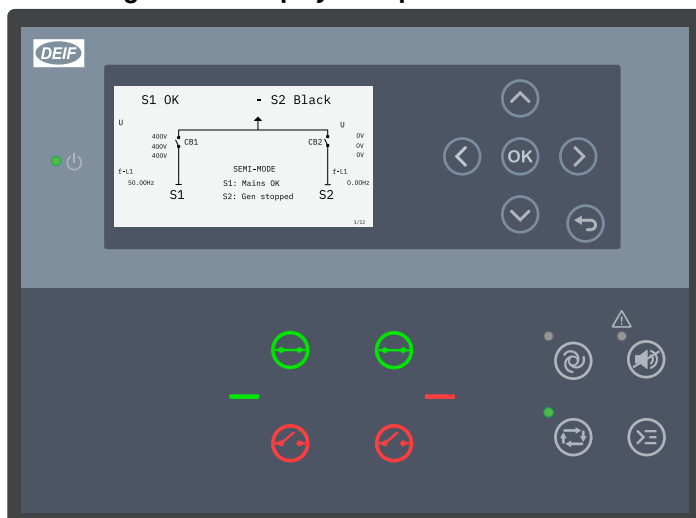 DEIF
S1 OK - S2 Black
U U
400V 0V
400V CB1 CB2 0V
400V 0V
SEMI-MODE
f-L1 f-L1
50.00Hz S1: Mains OK 0.00Hz
S1 S2: Gen stopped S2
1/12
OK